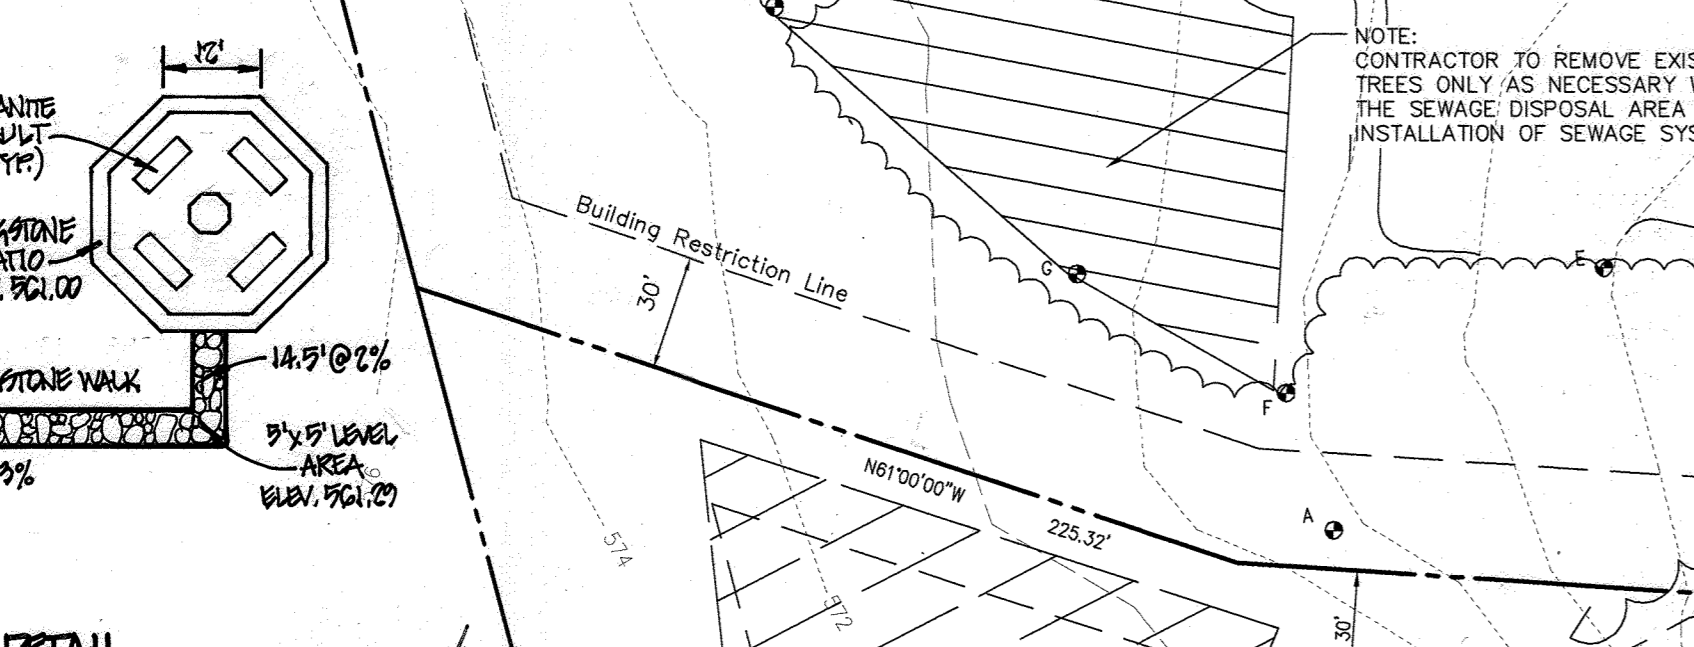 12'
ANITE
ULT
YP.)
GSTONE
ATIO
. 561.00
STONE WALK
14.5'@2%
5'x5' LEVEL
AREA
ELEV. 561.29
3%
DETAIL
Building Restriction Line
30'
N61°00'00"W
225.32'
574
572
NOTE:
CONTRACTOR TO REMOVE EXIS
TREES ONLY AS NECESSARY W
THE SEWAGE DISPOSAL AREA
INSTALLATION OF SEWAGE SYS
G
F
E
A
30'